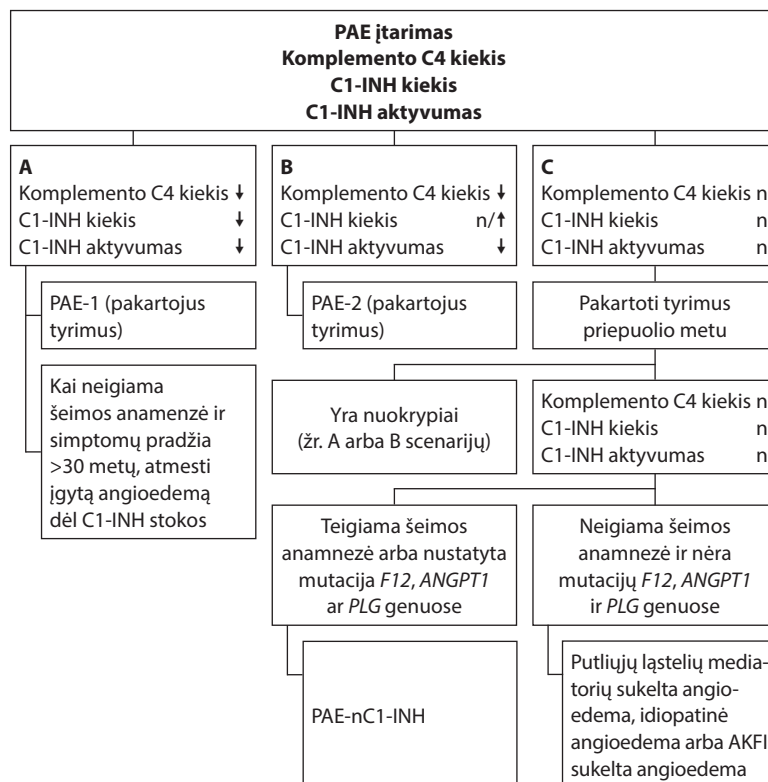 PAE įtarimas
Komplemento C4 kiekis
C1-INH kiekis
C1-INH aktyvumas
A
Komplemento C4 kiekis ↓
C1-INH kiekis ↓
C1-INH aktyvumas ↓
PAE-1 (pakartojus
tyrimus)
Kai neigiama
šeimos anamenzė ir
simptomų pradžia
>30 metų, atmesti
įgytą angioedemą
dėl C1-INH stokos
B
Komplemento C4 kiekis ↓
C1-INH kiekis n/↑
C1-INH aktyvumas ↓
PAE-2 (pakartojus
tyrimus)
C
Komplemento C4 kiekis n
C1-INH kiekis n
C1-INH aktyvumas n
Pakartoti tyrimus
priepuolio metu
Yra nuokrypiai
(žr. A arba B scenarijų)
Komplemento C4 kiekis n
C1-INH kiekis n
C1-INH aktyvumas n
Teigiama šeimos
anamnezė arba nustatyta
mutacija F12, ANGPT1
ar PLG genuose
PAE-nC1-INH
Neigiama šeimos
anamnezė ir nėra
mutacijų F12, ANGPT1
ir PLG genuose
Putliųjų ląstelių media-
torių sukelta angio-
edema, idiopatinė
angioedema arba AKFI
sukelta angioedema